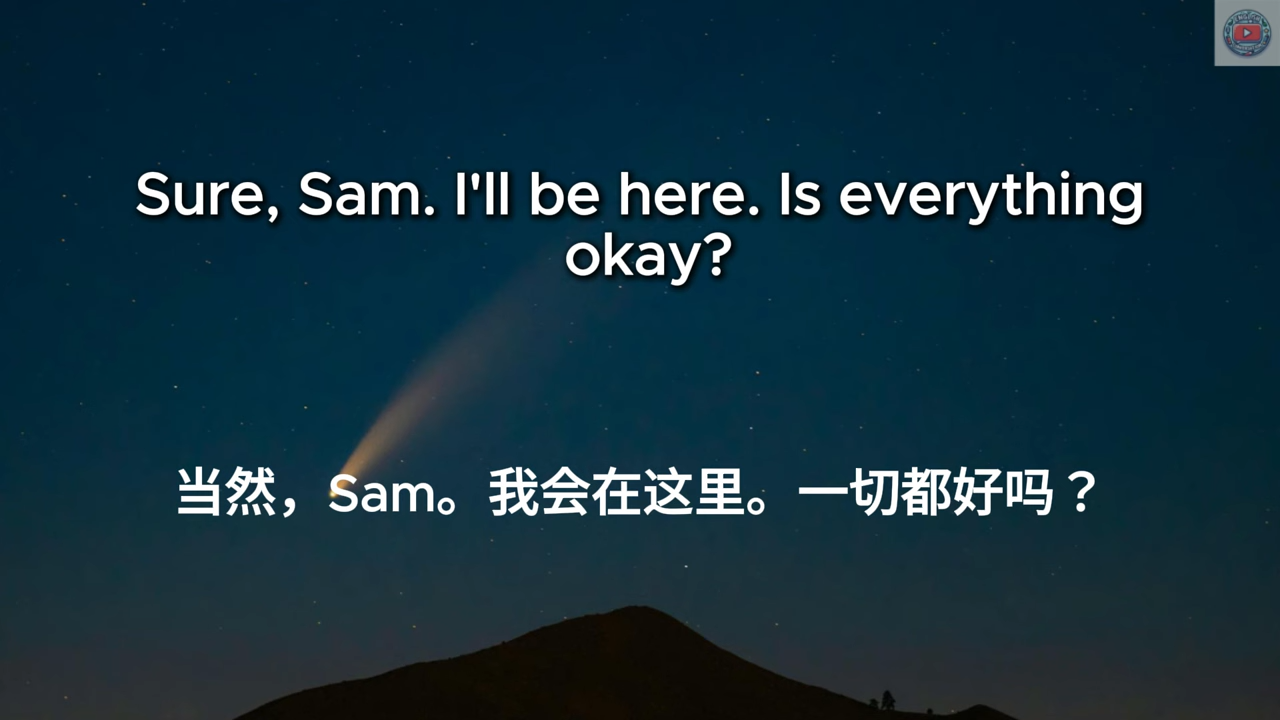 Sure, Sam. I'll be here. Is everything
okay?
当然，Sam。我会在这里。一切都好吗？